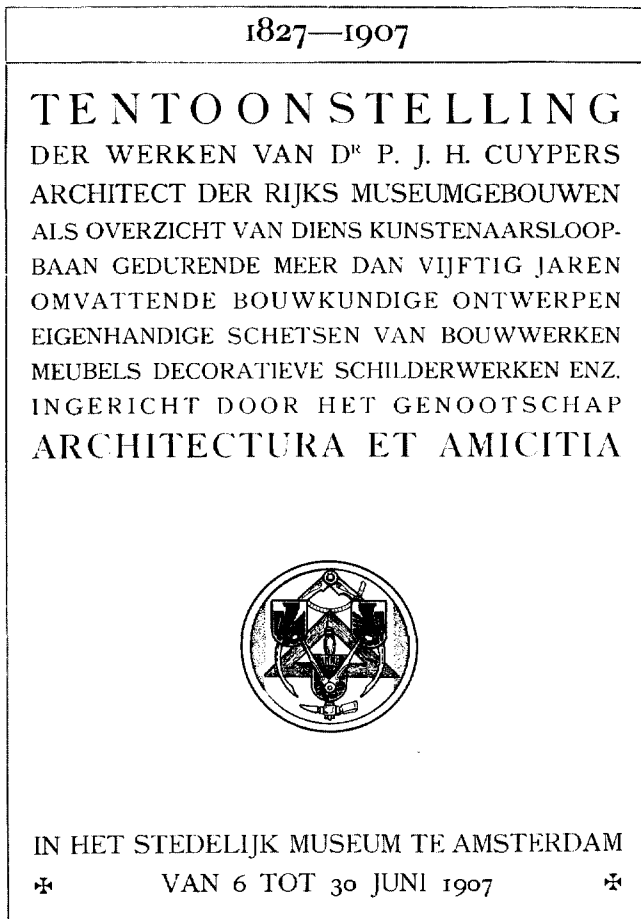 1827—1907
TENTOONSTELLING
DER WERKEN VAN Dᴿ P. J. H. CUYPERS
ARCHITECT DER RIJKS MUSEUMGEBOUWEN
ALS OVERZICHT VAN DIENS KUNSTENAARSLOOP-
BAAN GEDURENDE MEER DAN VIJFTIG JAREN
OMVATTENDE BOUWKUNDIGE ONTWERPEN
EIGENHANDIGE SCHETSEN VAN BOUWWERKEN
MEUBELS DECORATIEVE SCHILDERWERKEN ENZ.
INGERICHT DOOR HET GENOOTSCHAP
ARCHITECTURA ET AMICITIA
IN HET STEDELIJK MUSEUM TE AMSTERDAM
✠ VAN 6 TOT 30 JUNI 1907 ✠